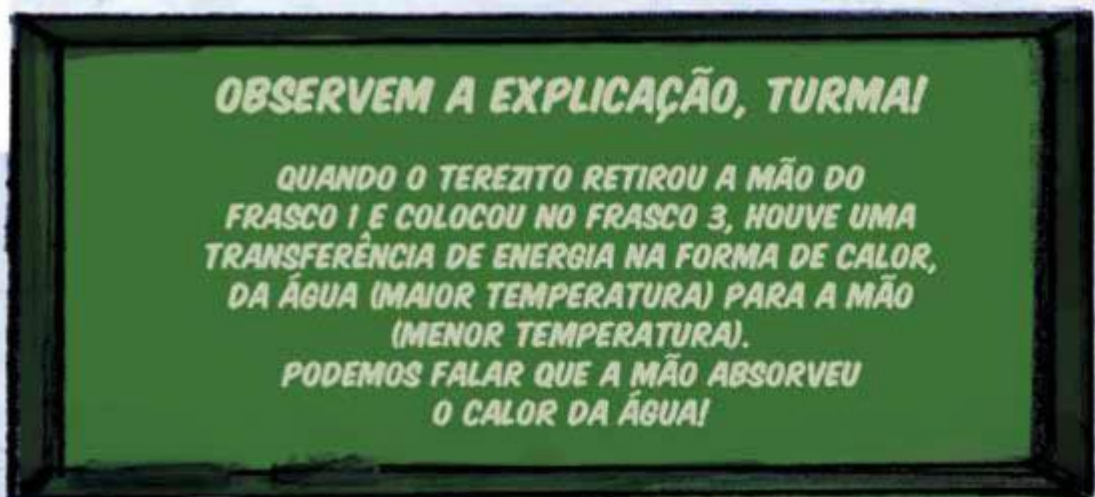 OBSERVEM A EXPLICAÇÃO, TURMA!
QUANDO O TEREZITO RETIROU A MÃO DO
FRASCO 1 E COLOCOU NO FRASCO 3, HOUVE UMA
TRANSFERÊNCIA DE ENERGIA NA FORMA DE CALOR,
DA ÁGUA (MAIOR TEMPERATURA) PARA A MÃO
(MENOR TEMPERATURA).
PODEMOS FALAR QUE A MÃO ABSORVEU
O CALOR DA ÁGUA!